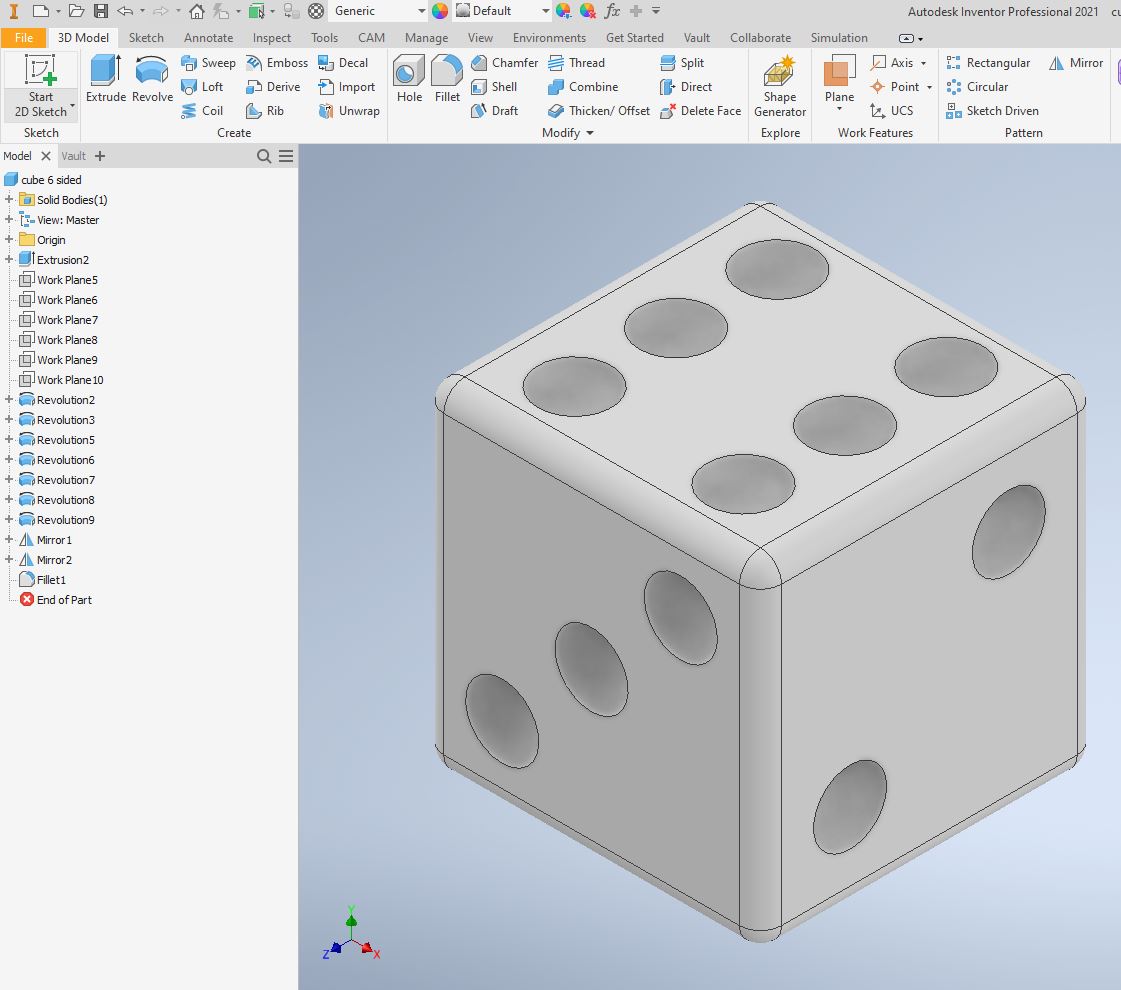 Generic Default fx Autodesk Inventor Professional 2021
File 3D Model Sketch Annotate Inspect Tools CAM Manage View Environments Get Started Vault Collaborate Simulation
Start
2D Sketch
Extrude Revolve
Sweep Emboss Decal
Loft Derive Import
Coil Rib Unwrap
Hole Fillet
Chamfer Thread Split
Shell Combine Direct
Draft Thicken/ Offset Delete Face
Shape
Generator
Plane
Axis
Point
UCS
Rectangular Mirror
Circular
Sketch Driven
Sketch Create Modify Explore Work Features Pattern
Model Vault
cube 6 sided
Solid Bodies(1)
View: Master
Origin
Extrusion2
Work Plane5
Work Plane6
Work Plane7
Work Plane8
Work Plane9
Work Plane10
Revolution2
Revolution3
Revolution5
Revolution6
Revolution7
Revolution8
Revolution9
Mirror1
Mirror2
Fillet1
End of Part
Y
Z X